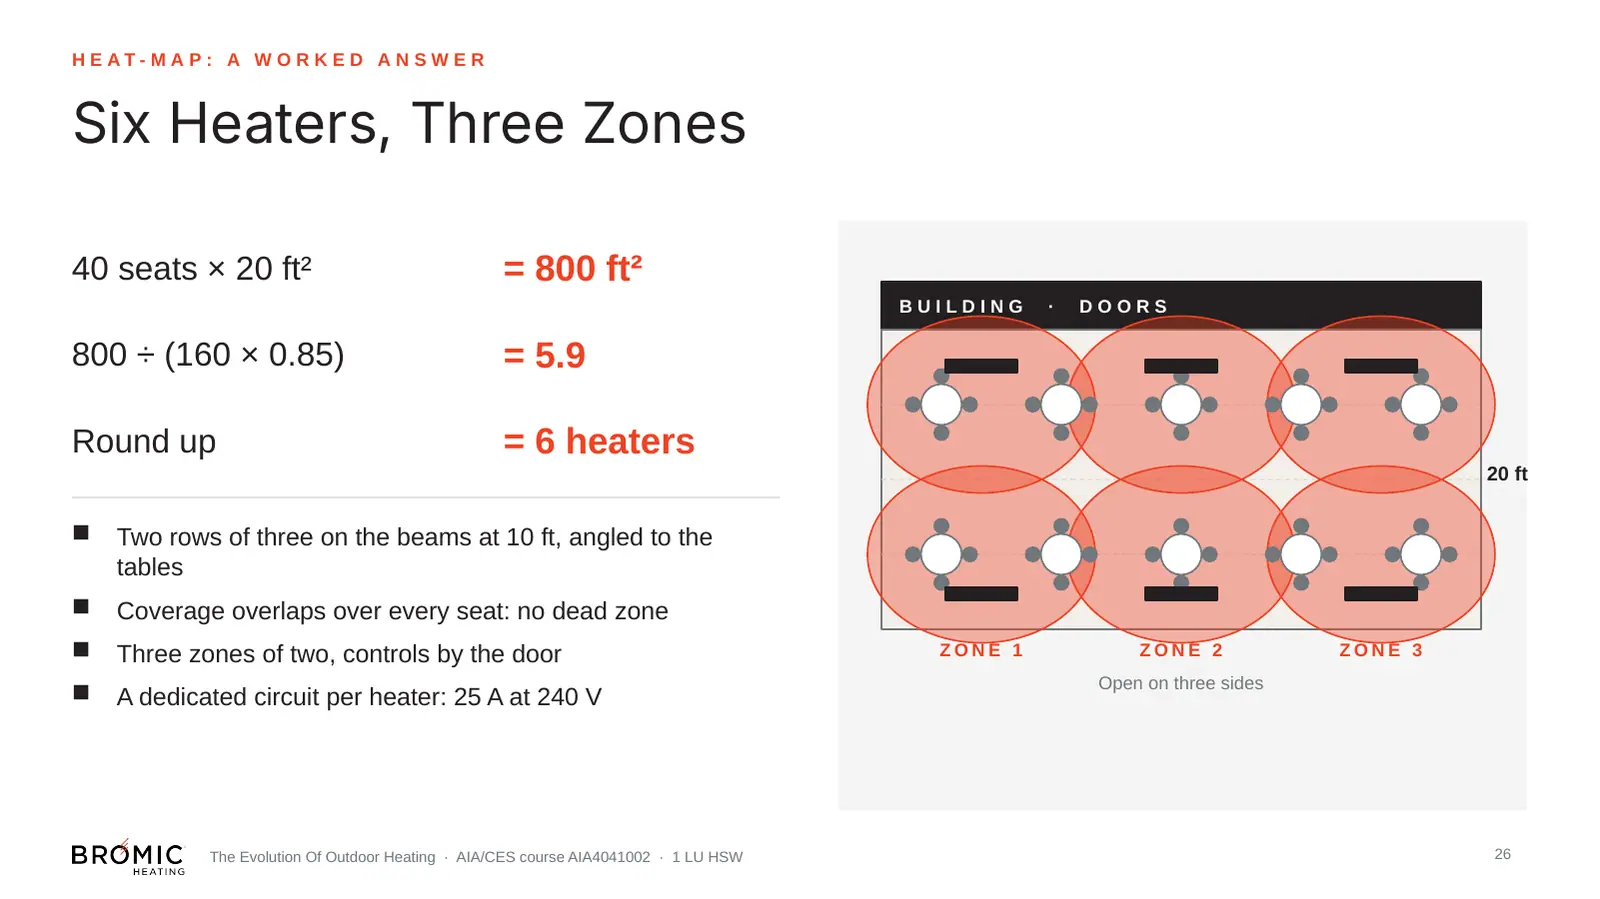 HEAT-MAP: A WORKED ANSWER
Six Heaters, Three Zones
40 seats × 20 ft² = 800 ft²
800 ÷ (160 × 0.85) = 5.9
Round up = 6 heaters
Two rows of three on the beams at 10 ft, angled to the
tables
Coverage overlaps over every seat: no dead zone
Three zones of two, controls by the door
A dedicated circuit per heater: 25 A at 240 V
BUILDING · DOORS
20 ft
ZONE 1 ZONE 2 ZONE 3
Open on three sides
BROMIC
HEATING
The Evolution Of Outdoor Heating · AIA/CES course AIA4041002 · 1 LU HSW
26